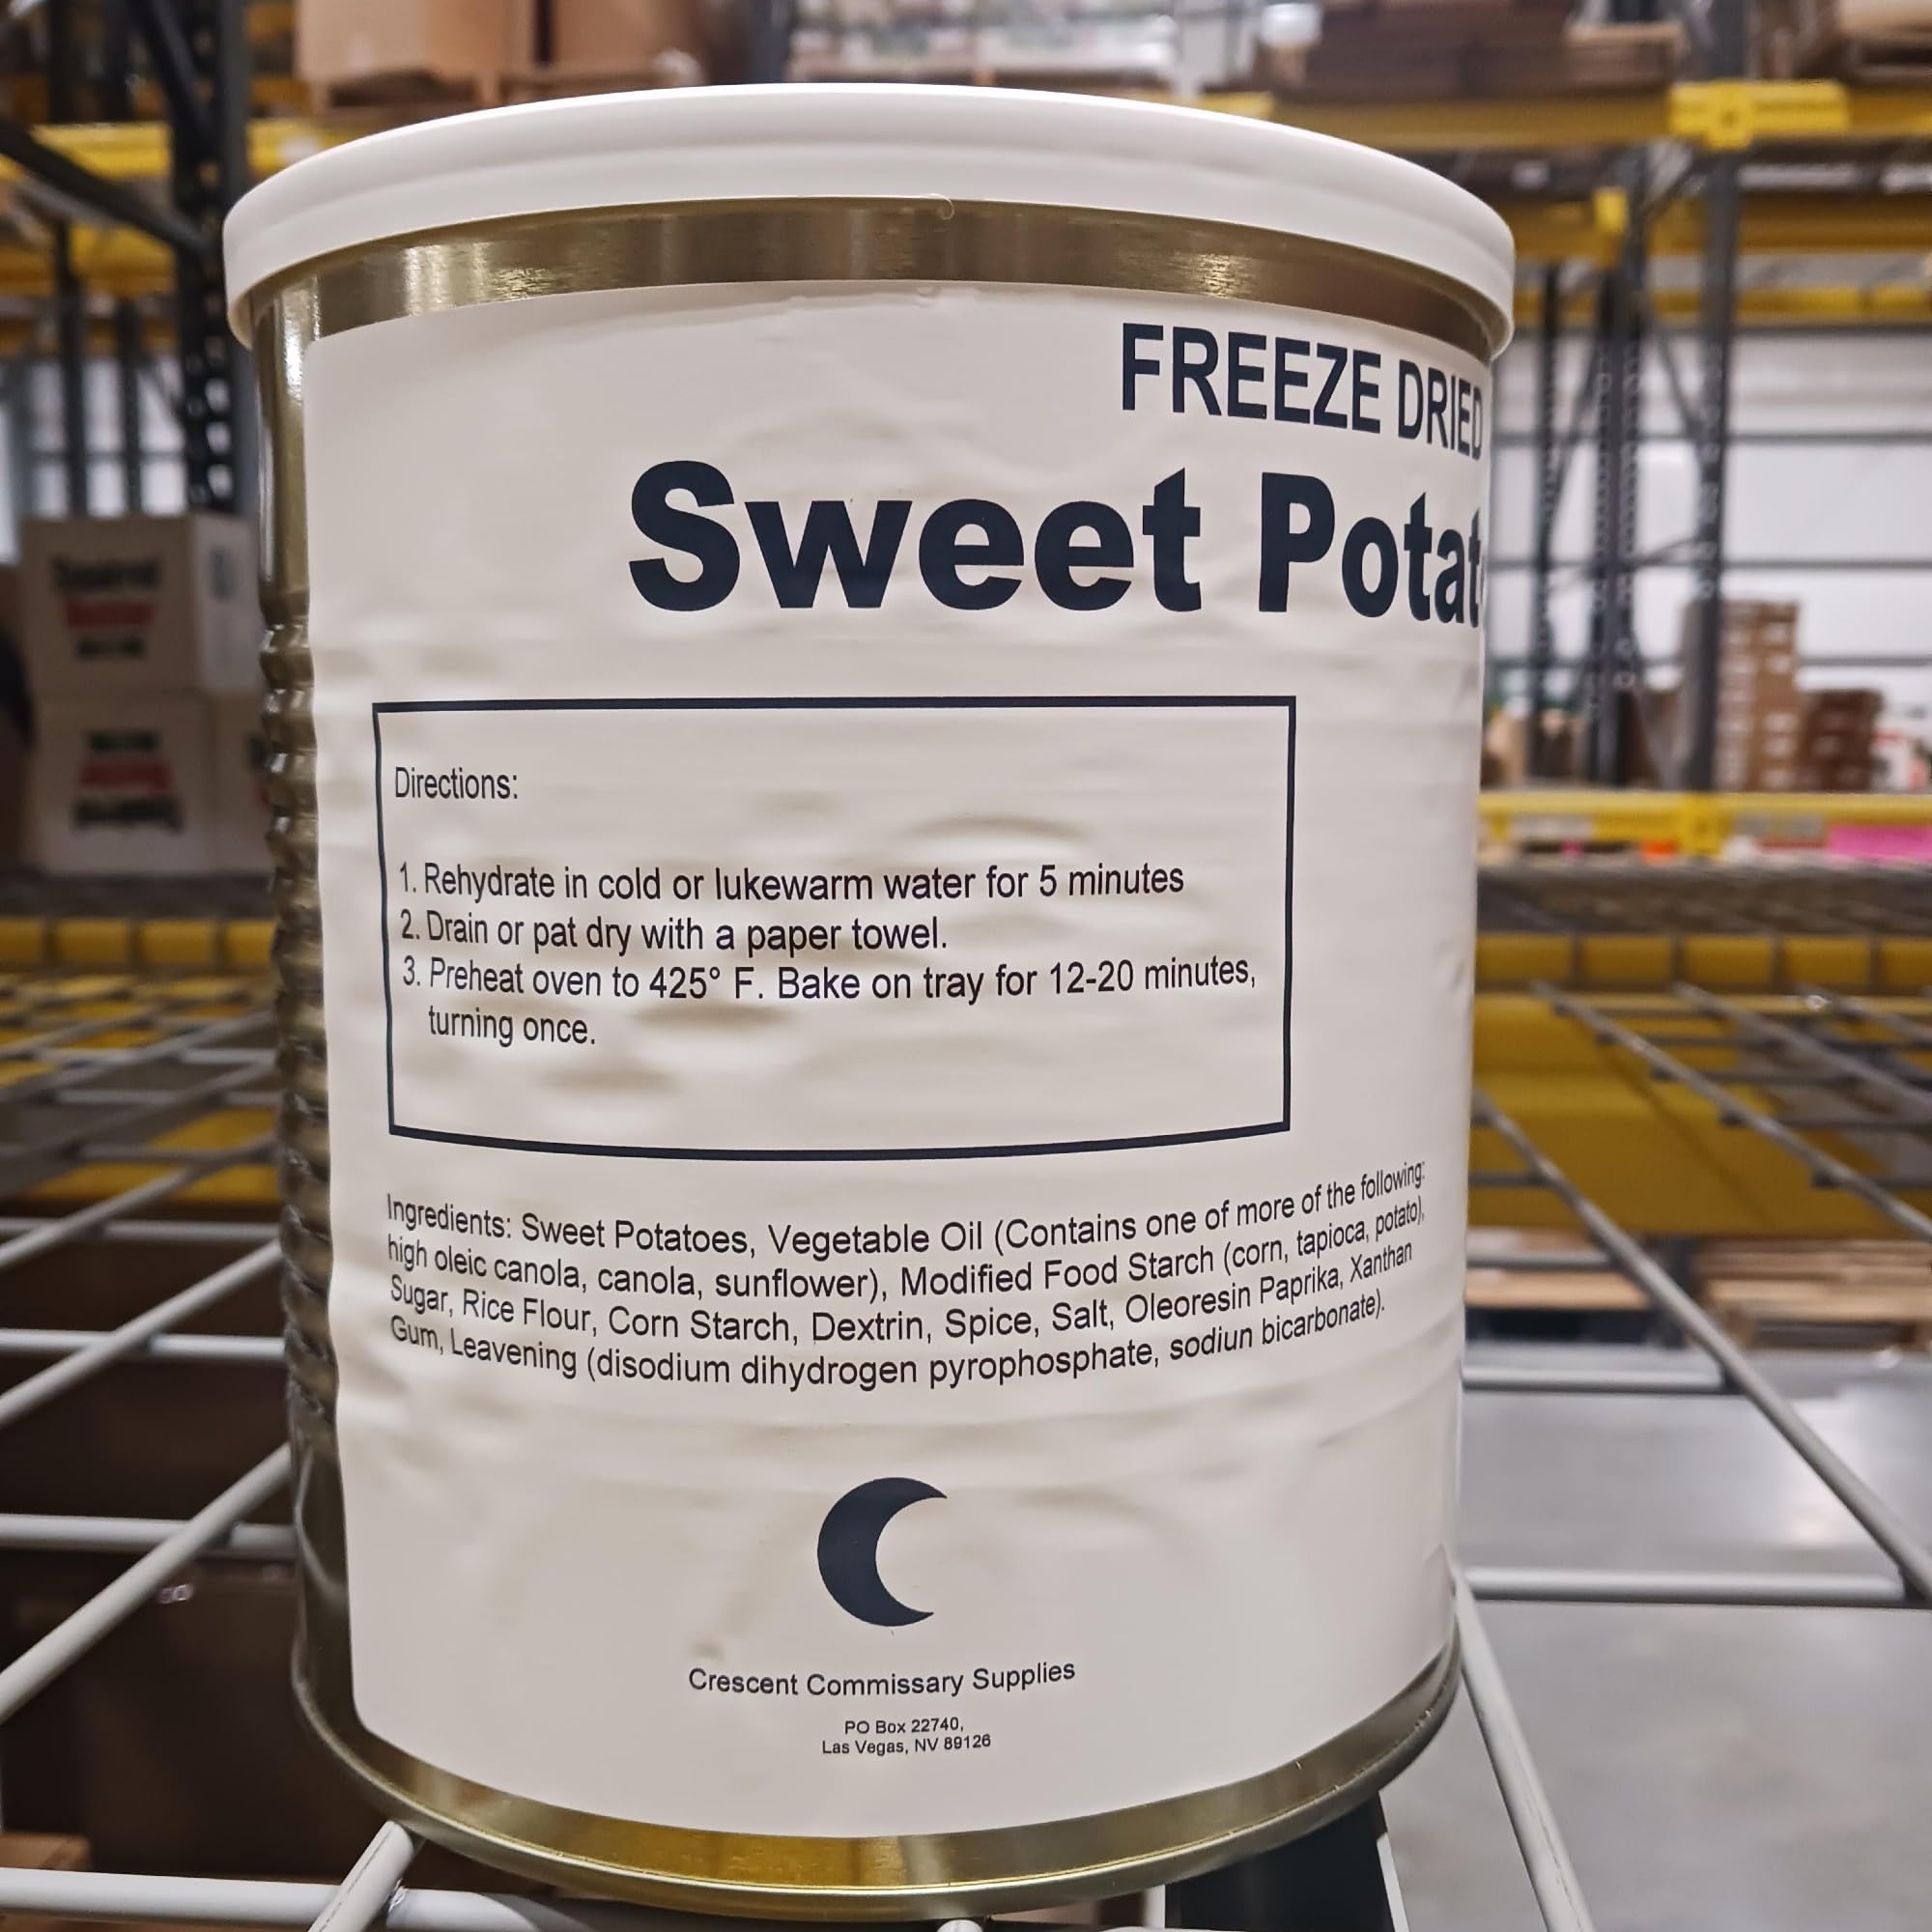 FREEZE DRIED
Sweet Potat
Directions:
1. Rehydrate in cold or lukewarm water for 5 minutes
2. Drain or pat dry with a paper towel.
3. Preheat oven to 425° F. Bake on tray for 12-20 minutes,
turning once.
Ingredients: Sweet Potatoes, Vegetable Oil (Contains one of more of the following:
high oleic canola, canola, sunflower), Modified Food Starch (corn, tapioca, potato),
Sugar, Rice Flour, Corn Starch, Dextrin, Spice, Salt, Oleoresin Paprika, Xanthan
Gum, Leavening (disodium dihydrogen pyrophosphate, sodiun bicarbonate).
Crescent Commissary Supplies
PO Box 22740,
Las Vegas, NV 89126